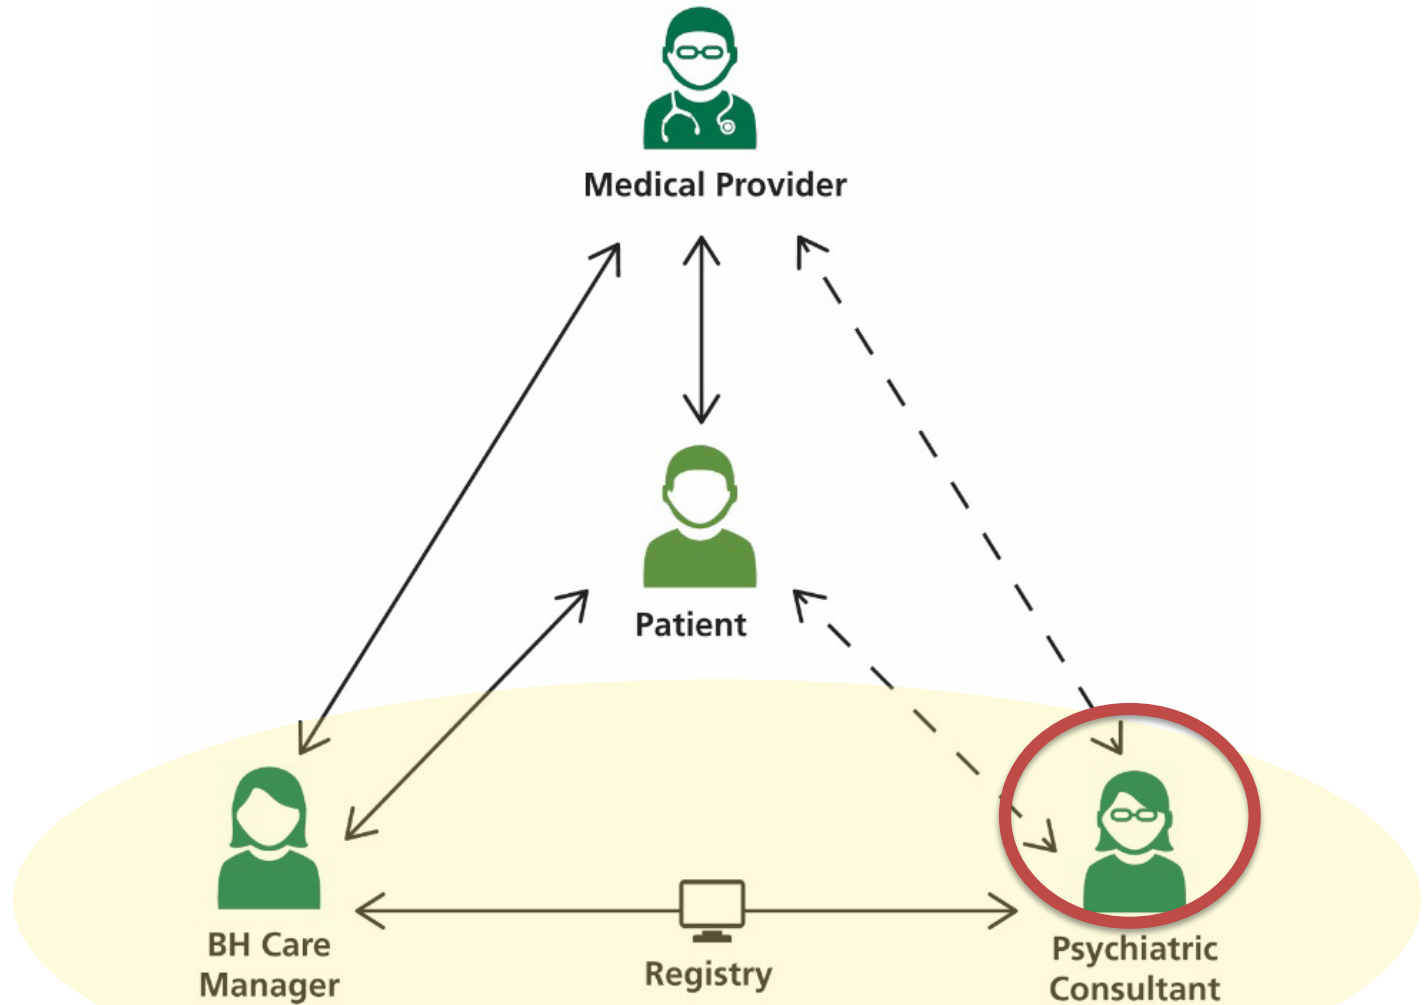 Medical Provider
Patient
BH Care
Manager
Registry
Psychiatric
Consultant